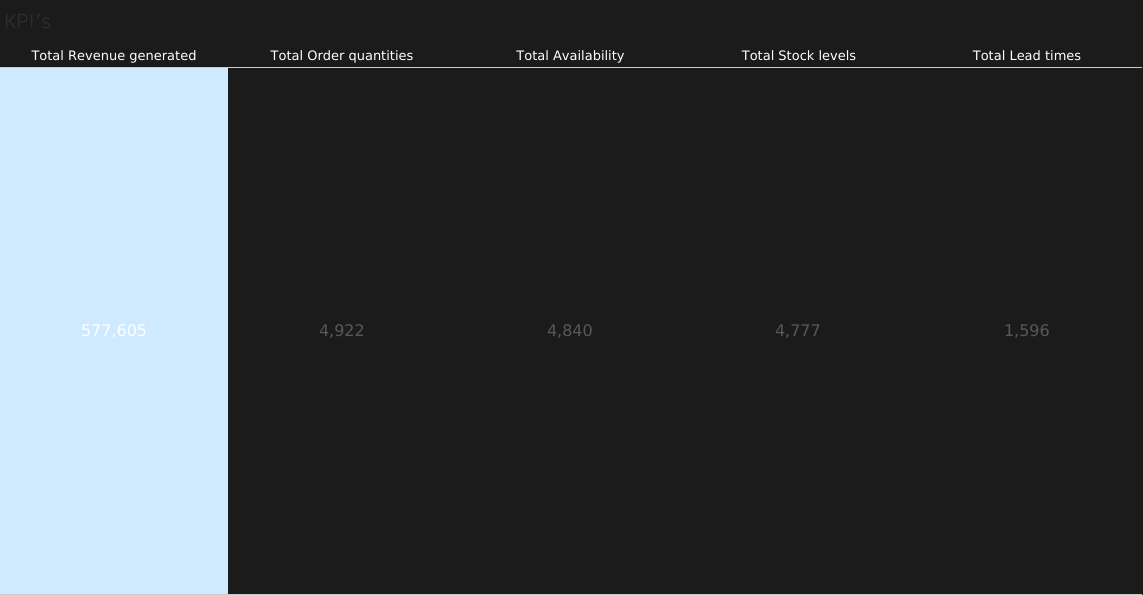 KPI’s
Total Revenue generated Total Order quantities Total Availability Total Stock levels Total Lead times
577,605 4,922 4,840 4,777 1,596